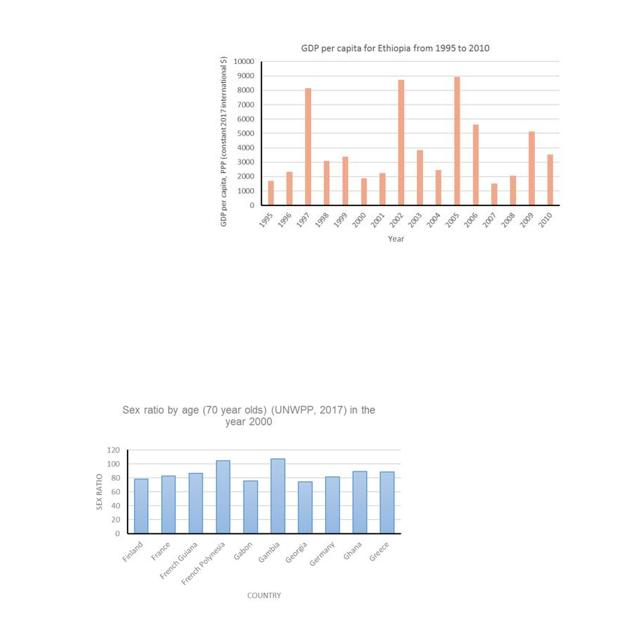 GDP per capita for Ethiopia from 1995 to 2010
GDP per capita, PPP (constant 2017 international $)
10000
9000
8000
7000
6000
5000
4000
3000
2000
1000
0
1995 1996 1997 1998 1999 2000 2001 2002 2003 2004 2005 2006 2007 2008 2009 2010
Year
Sex ratio by age (70 year olds) (UNWPP, 2017) in the
year 2000
SEX RATIO
120
100
80
60
40
20
0
Finland France French Guiana French Polynesia Gabon Gambia Georgia Germany Ghana Greece
COUNTRY